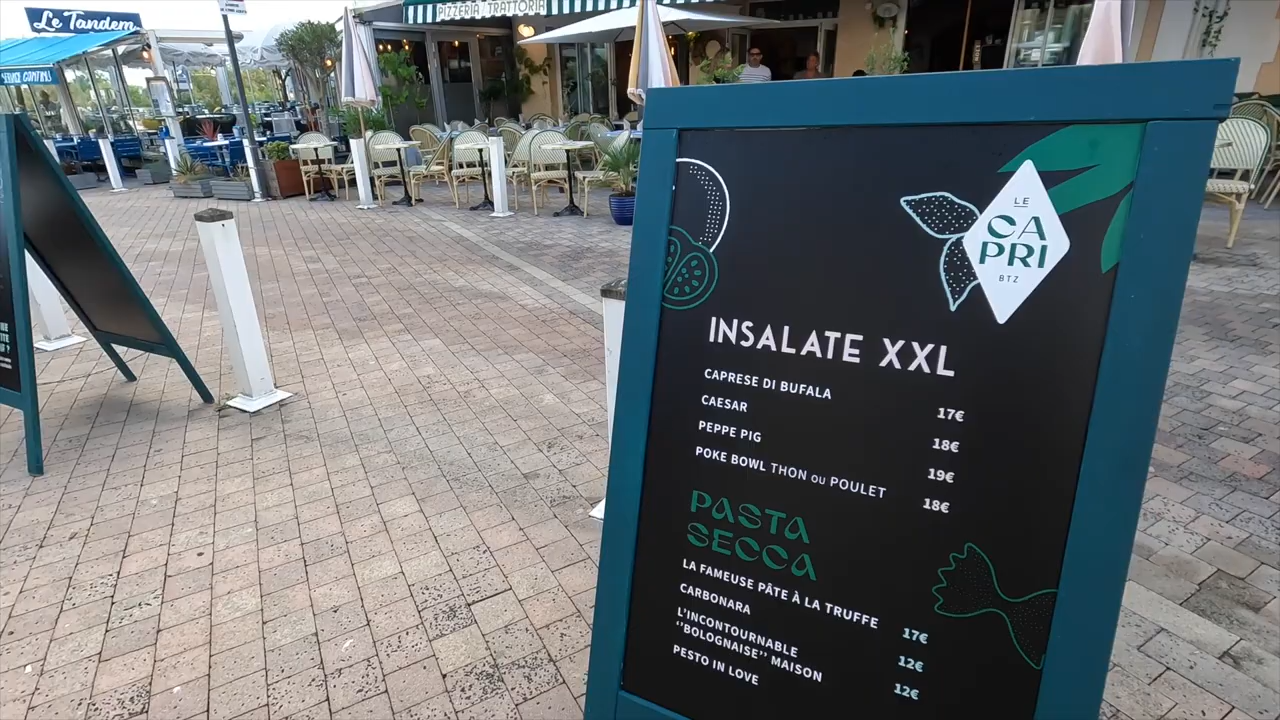 Le Tandem
SERVICE CONTINU
PIZZERIA / TRATTORIA
LE
CA
PRI
BTZ
INSALATE XXL
CAPRESE DI BUFALA 17€
CAESAR 18€
PEPPE PIG 19€
POKE BOWL THON OU POULET 18€
PASTA
SECCA
LA FAMEUSE PÂTE À LA TRUFFE 17€
CARBONARA 12€
L'INCONTOURNABLE
"BOLOGNAISE" MAISON 12€
PESTO IN LOVE